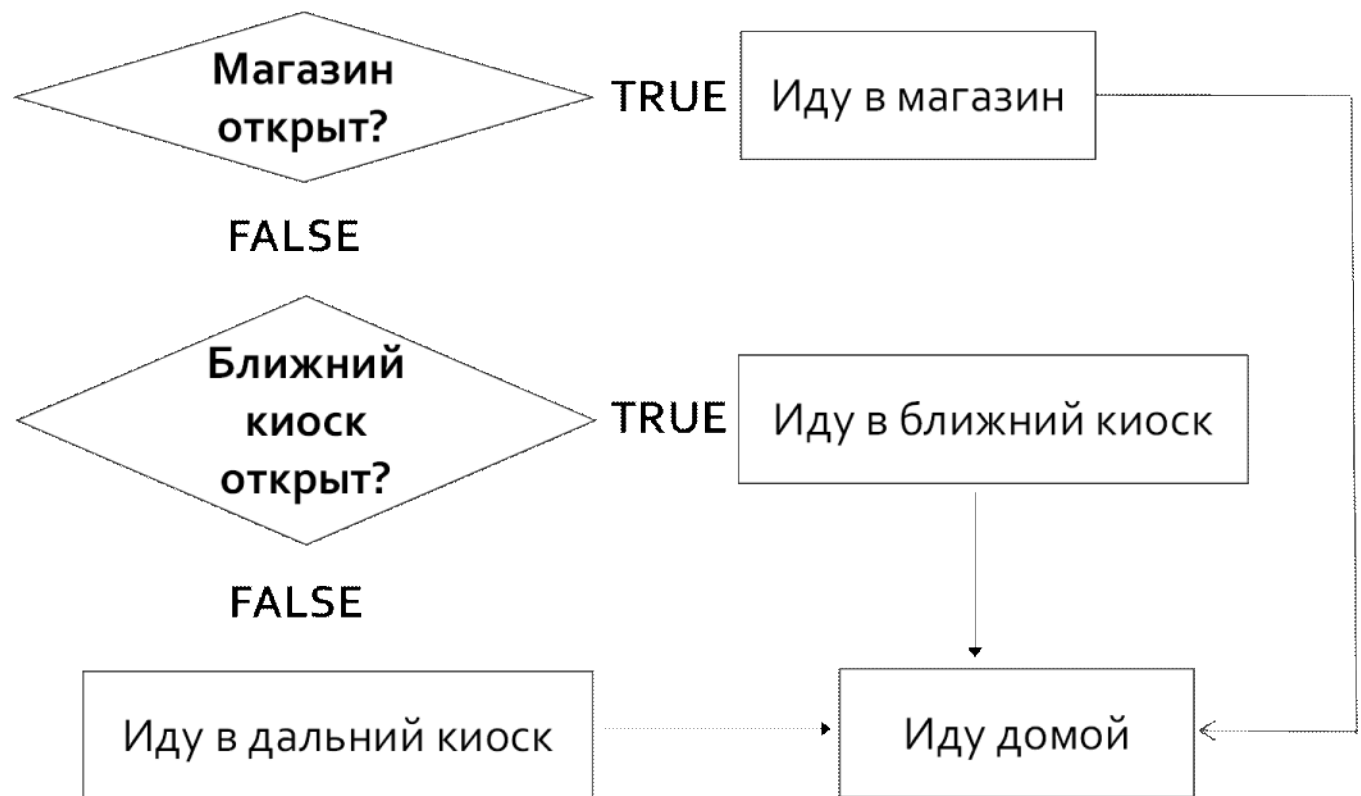 Магазин
открыт?
TRUE
Иду в магазин
FALSE
Ближний
киоск
открыт?
TRUE
Иду в ближний киоск
FALSE
Иду в дальний киоск
Иду домой